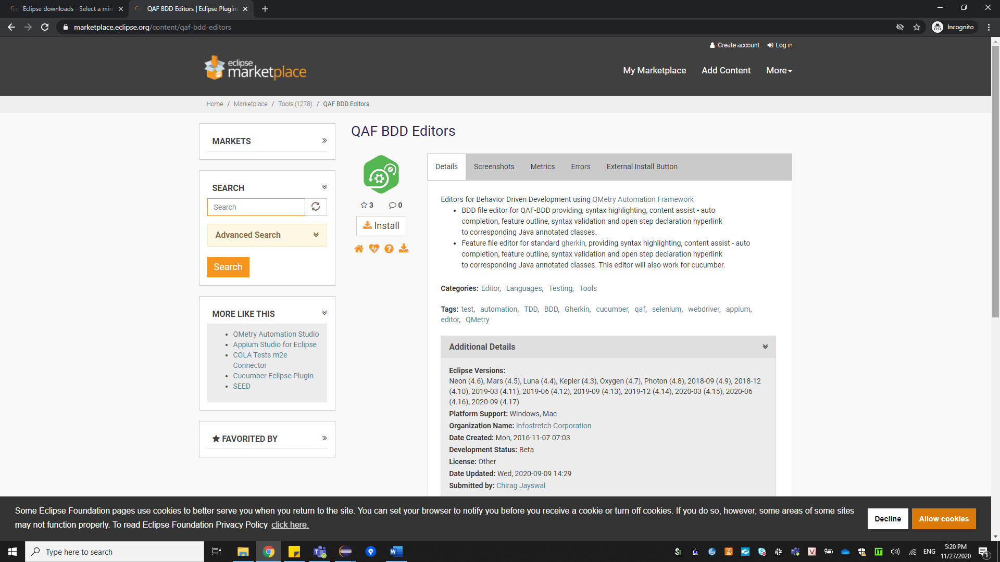 Eclipse downloads - Select a mirr
QAF BDD Editors | Eclipse Plugins
marketplace.eclipse.org/content/qaf-bdd-editors
Incognito
Create account
Log in
eclipse
marketplace
My Marketplace
Add Content
More
Home / Marketplace / Tools (1278) / QAF BDD Editors
MARKETS
SEARCH
Search
Advanced Search
Search
MORE LIKE THIS
QMetry Automation Studio
Appium Studio for Eclipse
COLA Tests m2e
Connector
Cucumber Eclipse Plugin
SEED
FAVORITED BY
QAF BDD Editors
3
0
Install
Details
Screenshots
Metrics
Errors
External Install Button
Editors for Behavior Driven Development using QMetry Automation Framework
BDD file editor for QAF-BDD providing, syntax highlighting, content assist - auto
completion, feature outline, syntax validation and open step declaration hyperlink
to corresponding Java annotated classes.
Feature file editor for standard gherkin, providing syntax highlighting, content assist - auto
completion, feature outline, syntax validation and open step declaration hyperlink
to corresponding Java annotated classes. This editor will also work for cucumber.
Categories: Editor, Languages, Testing, Tools
Tags: test, automation, TDD, BDD, Gherkin, cucumber, qaf, selenium, webdriver, appium,
editor, QMetry
Additional Details
Eclipse Versions:
Neon (4.6), Mars (4.5), Luna (4.4), Kepler (4.3), Oxygen (4.7), Photon (4.8), 2018-09 (4.9), 2018-12
(4.10), 2019-03 (4.11), 2019-06 (4.12), 2019-09 (4.13), 2019-12 (4.14), 2020-03 (4.15), 2020-06
(4.16), 2020-09 (4.17)
Platform Support: Windows, Mac
Organization Name: Infostretch Corporation
Date Created: Mon, 2016-11-07 07:03
Development Status: Beta
License: Other
Date Updated: Wed, 2020-09-09 14:29
Submitted by: Chirag Jayswal
Some Eclipse Foundation pages use cookies to better serve you when you return to the site. You can set your browser to notify you before you receive a cookie or turn off cookies. If you do so, however, some areas of some sites
may not function properly. To read Eclipse Foundation Privacy Policy click here.
Decline
Allow cookies
Type here to search
ENG
5:20 PM
11/27/2020
1